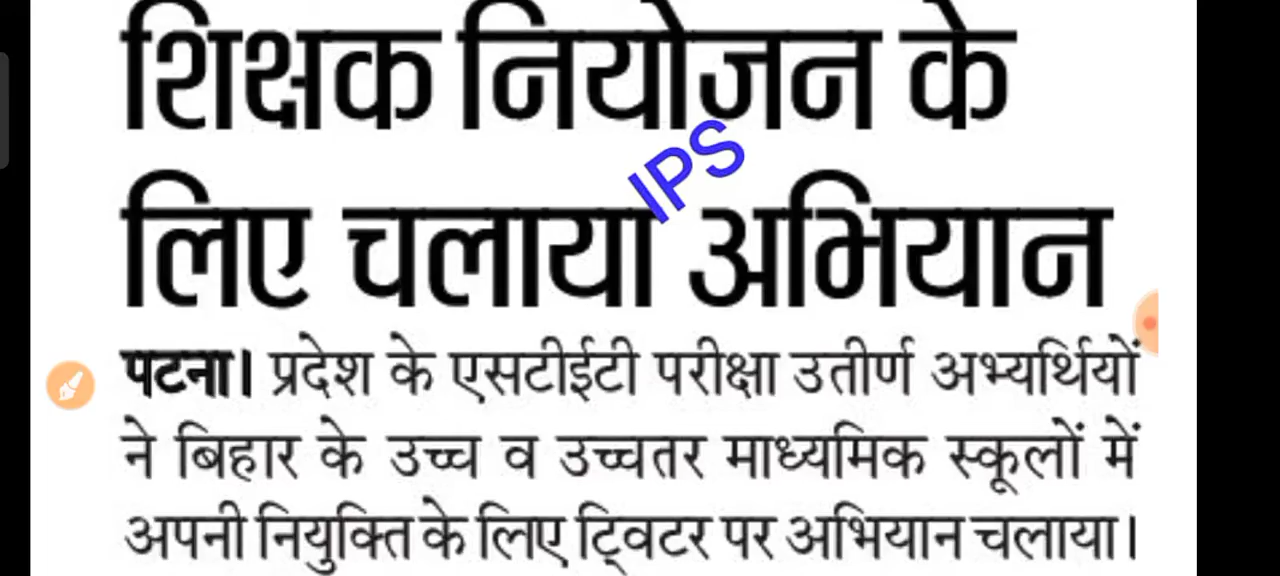 शिक्षक नियोजन के
IPS
लिए चलाया अभियान
पटना। प्रदेश के एसटीईटी परीक्षा उतीर्ण अभ्यर्थियों
ने बिहार के उच्च व उच्चतर माध्यमिक स्कूलों में
अपनी नियुक्ति के लिए ट्विटर पर अभियान चलाया।